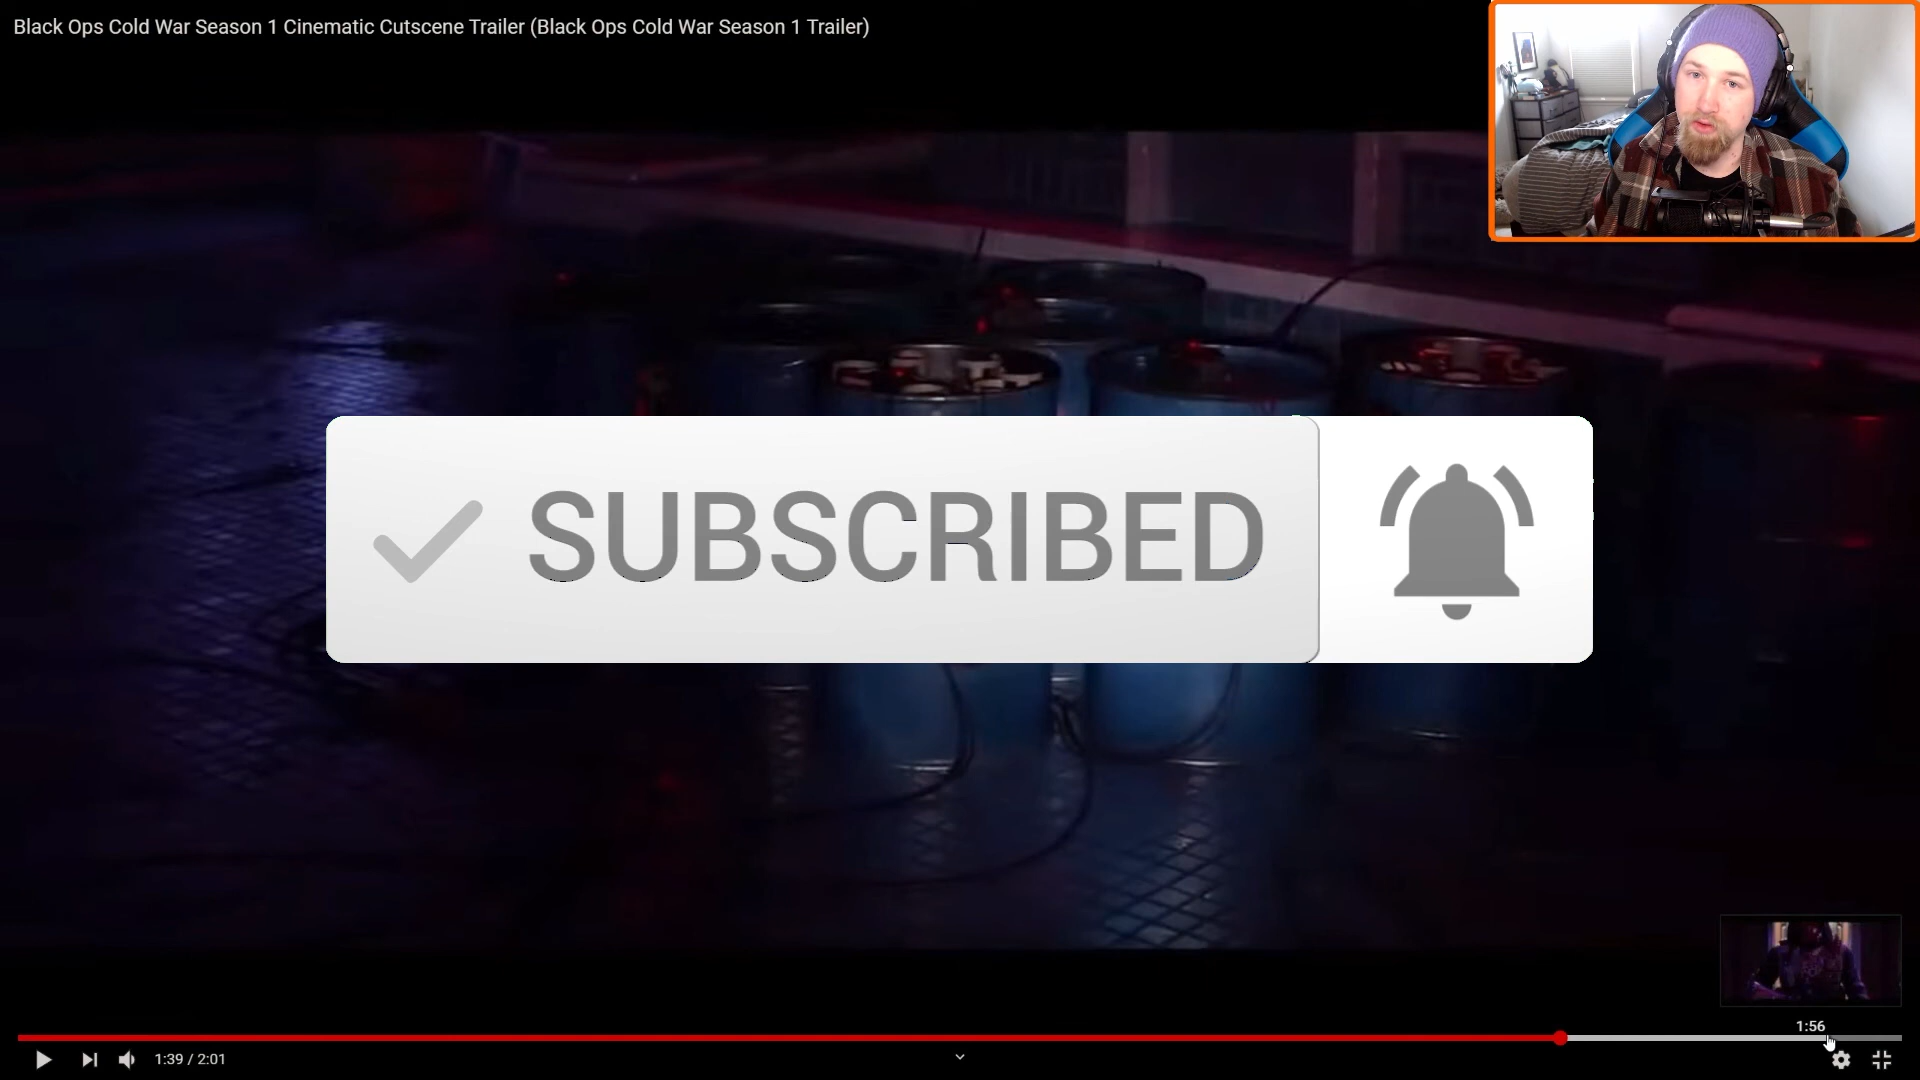 Black Ops Cold War Season 1 Cinematic Cutscene Trailer (Black Ops Cold War Season 1 Trailer)
SUBSCRIBED
1:56
1:39 / 2:01